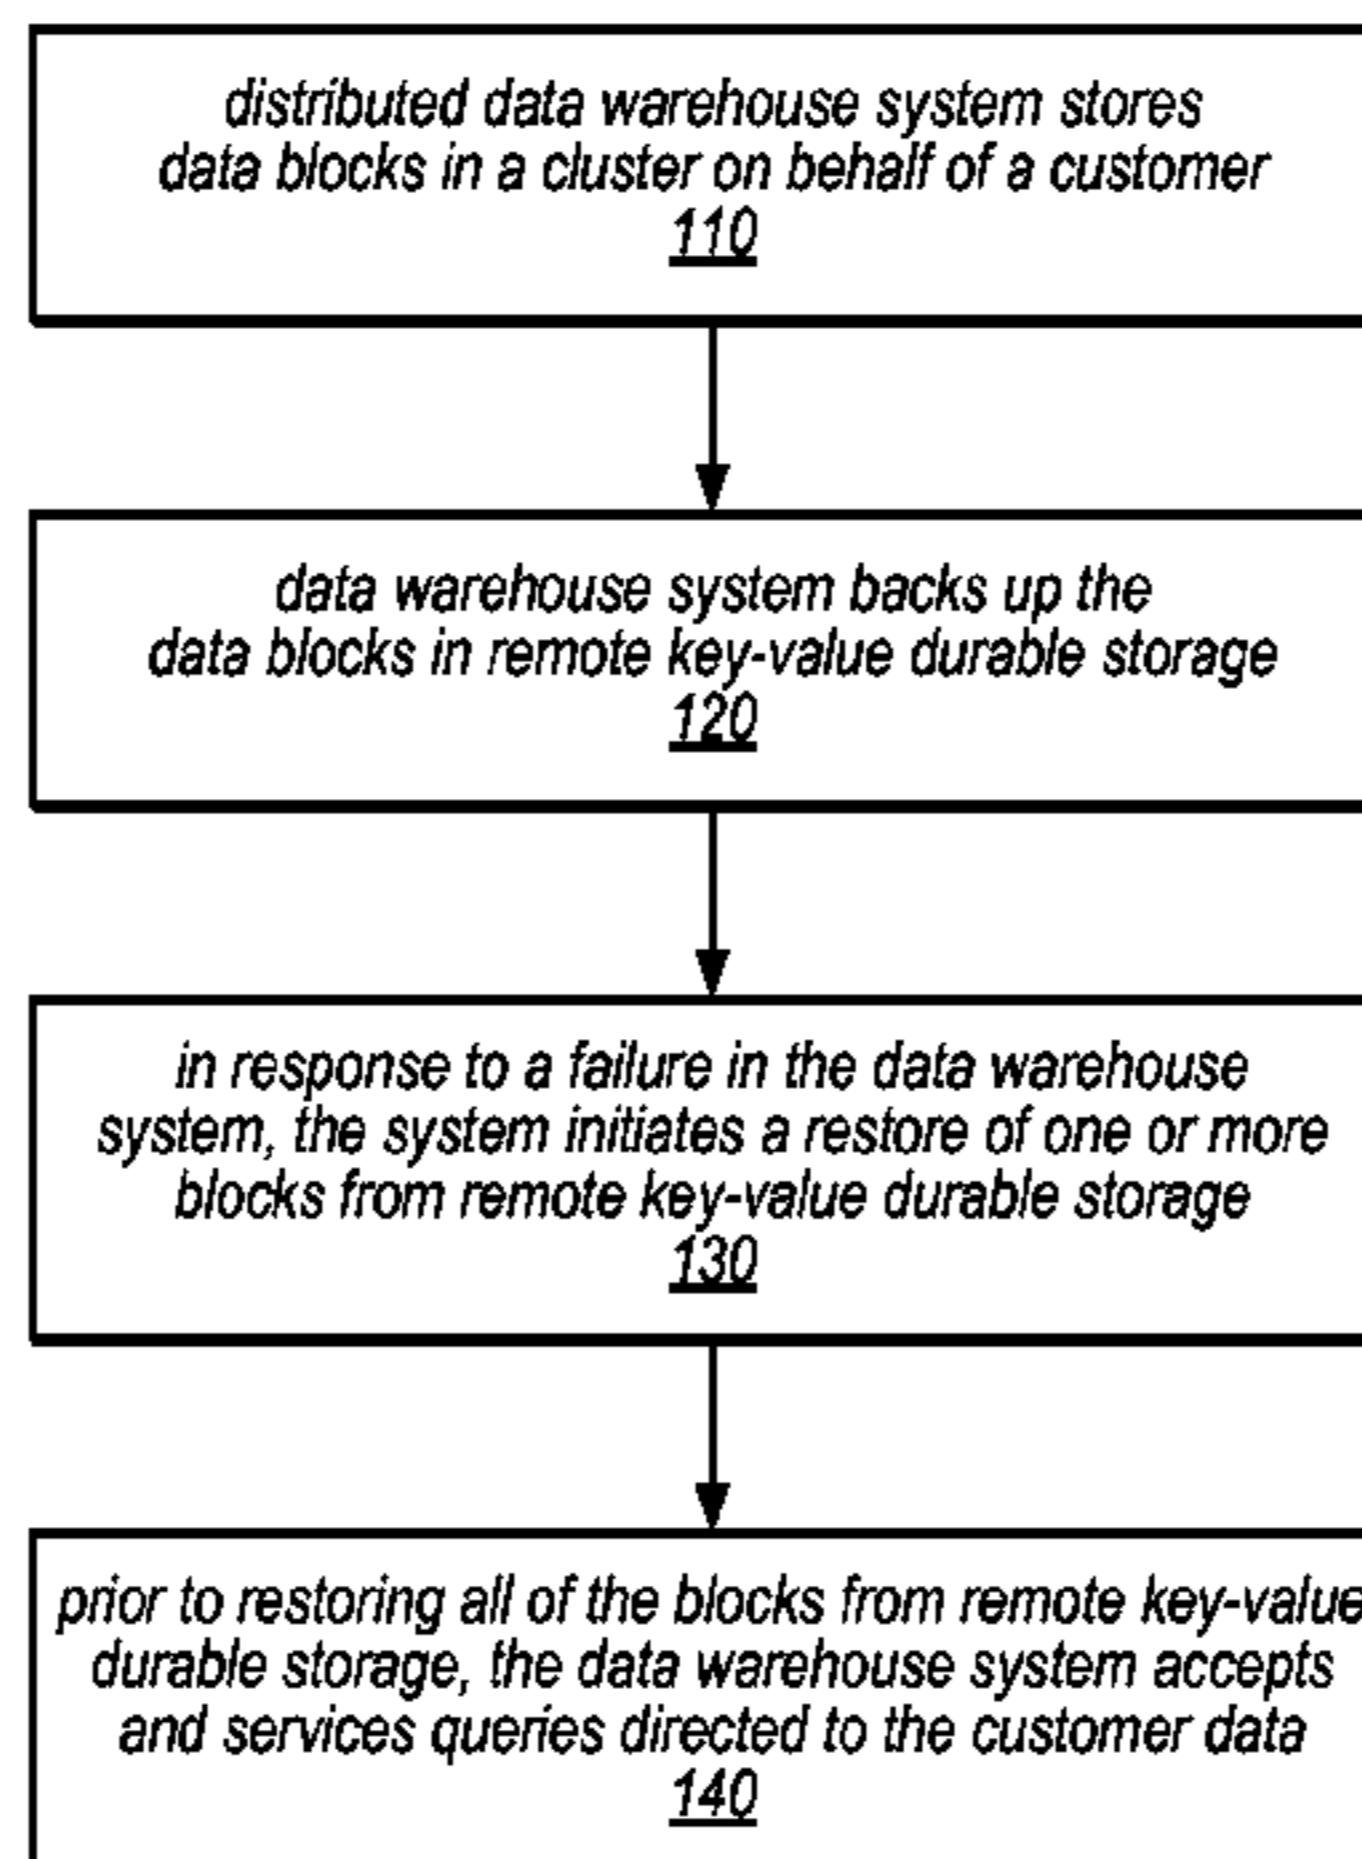 distributed data warehouse system stores
data blocks in a cluster on behalf of a customer
110
data warehouse system backs up the
data blocks in remote key-value durable storage
120
in response to a failure in the data warehouse
system, the system initiates a restore of one or more
blocks from remote key-value durable storage
130
prior to restoring all of the blocks from remote key-value
durable storage, the data warehouse system accepts
and services queries directed to the customer data
140